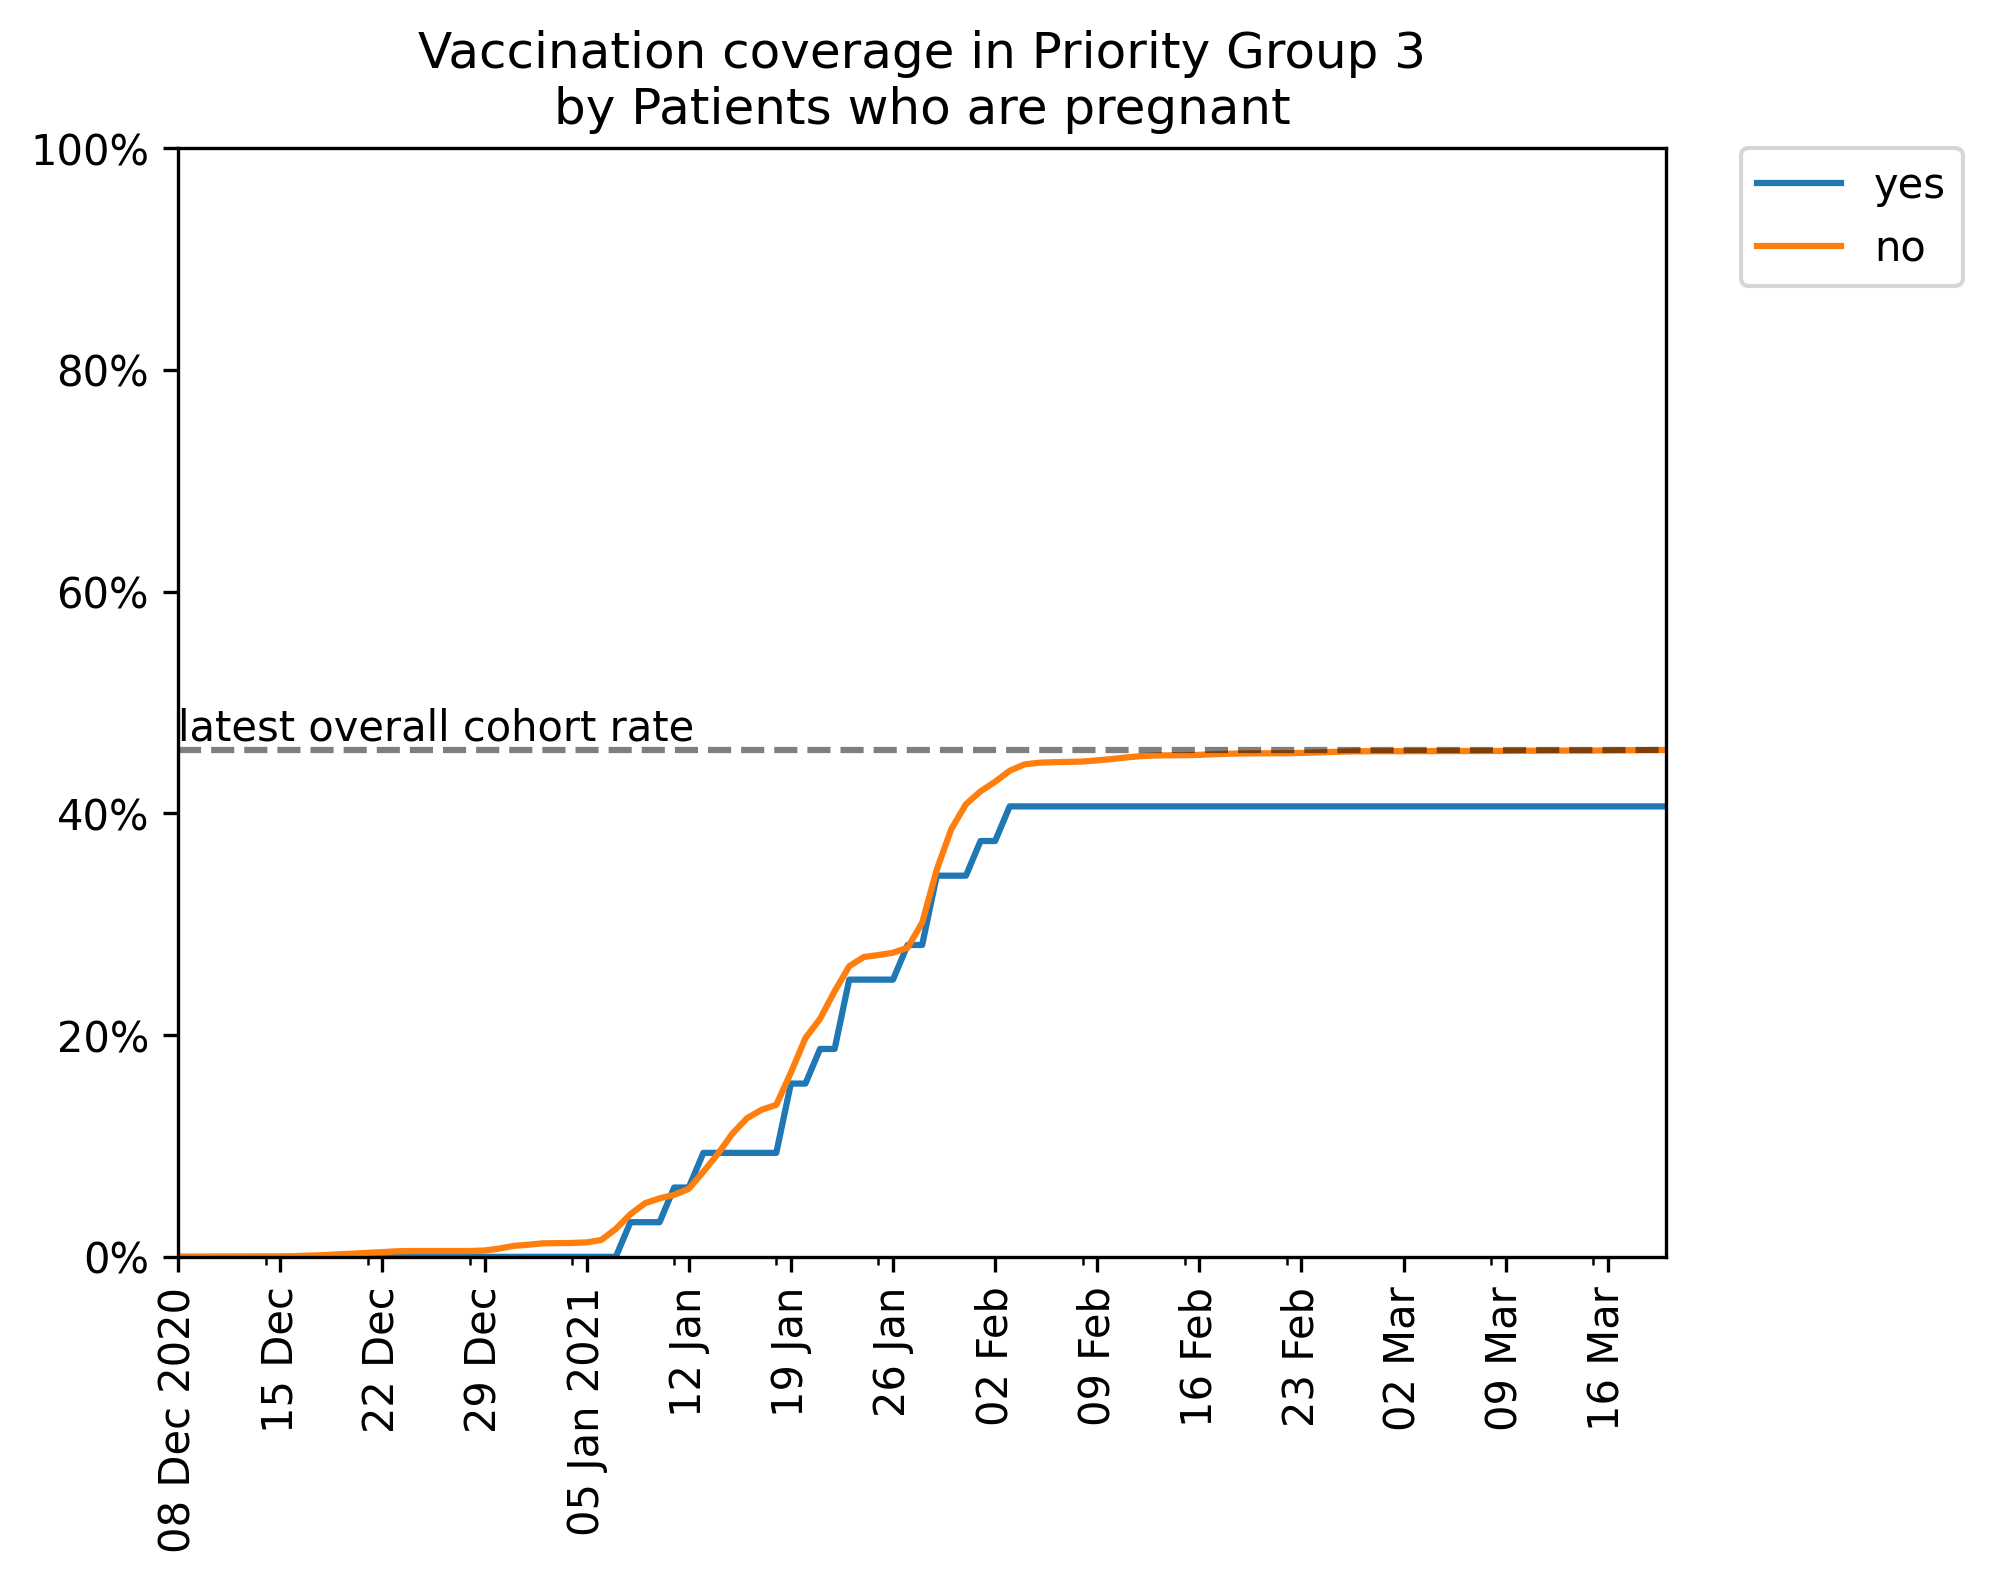 Vaccination coverage in Priority Group 3
by Patients who are pregnant
100%
80%
60%
40%
20%
0%
latest overall cohort rate
yes
no
08 Dec 2020
15 Dec
22 Dec
29 Dec
05 Jan 2021
12 Jan
19 Jan
26 Jan
02 Feb
09 Feb
16 Feb
23 Feb
02 Mar
09 Mar
16 Mar